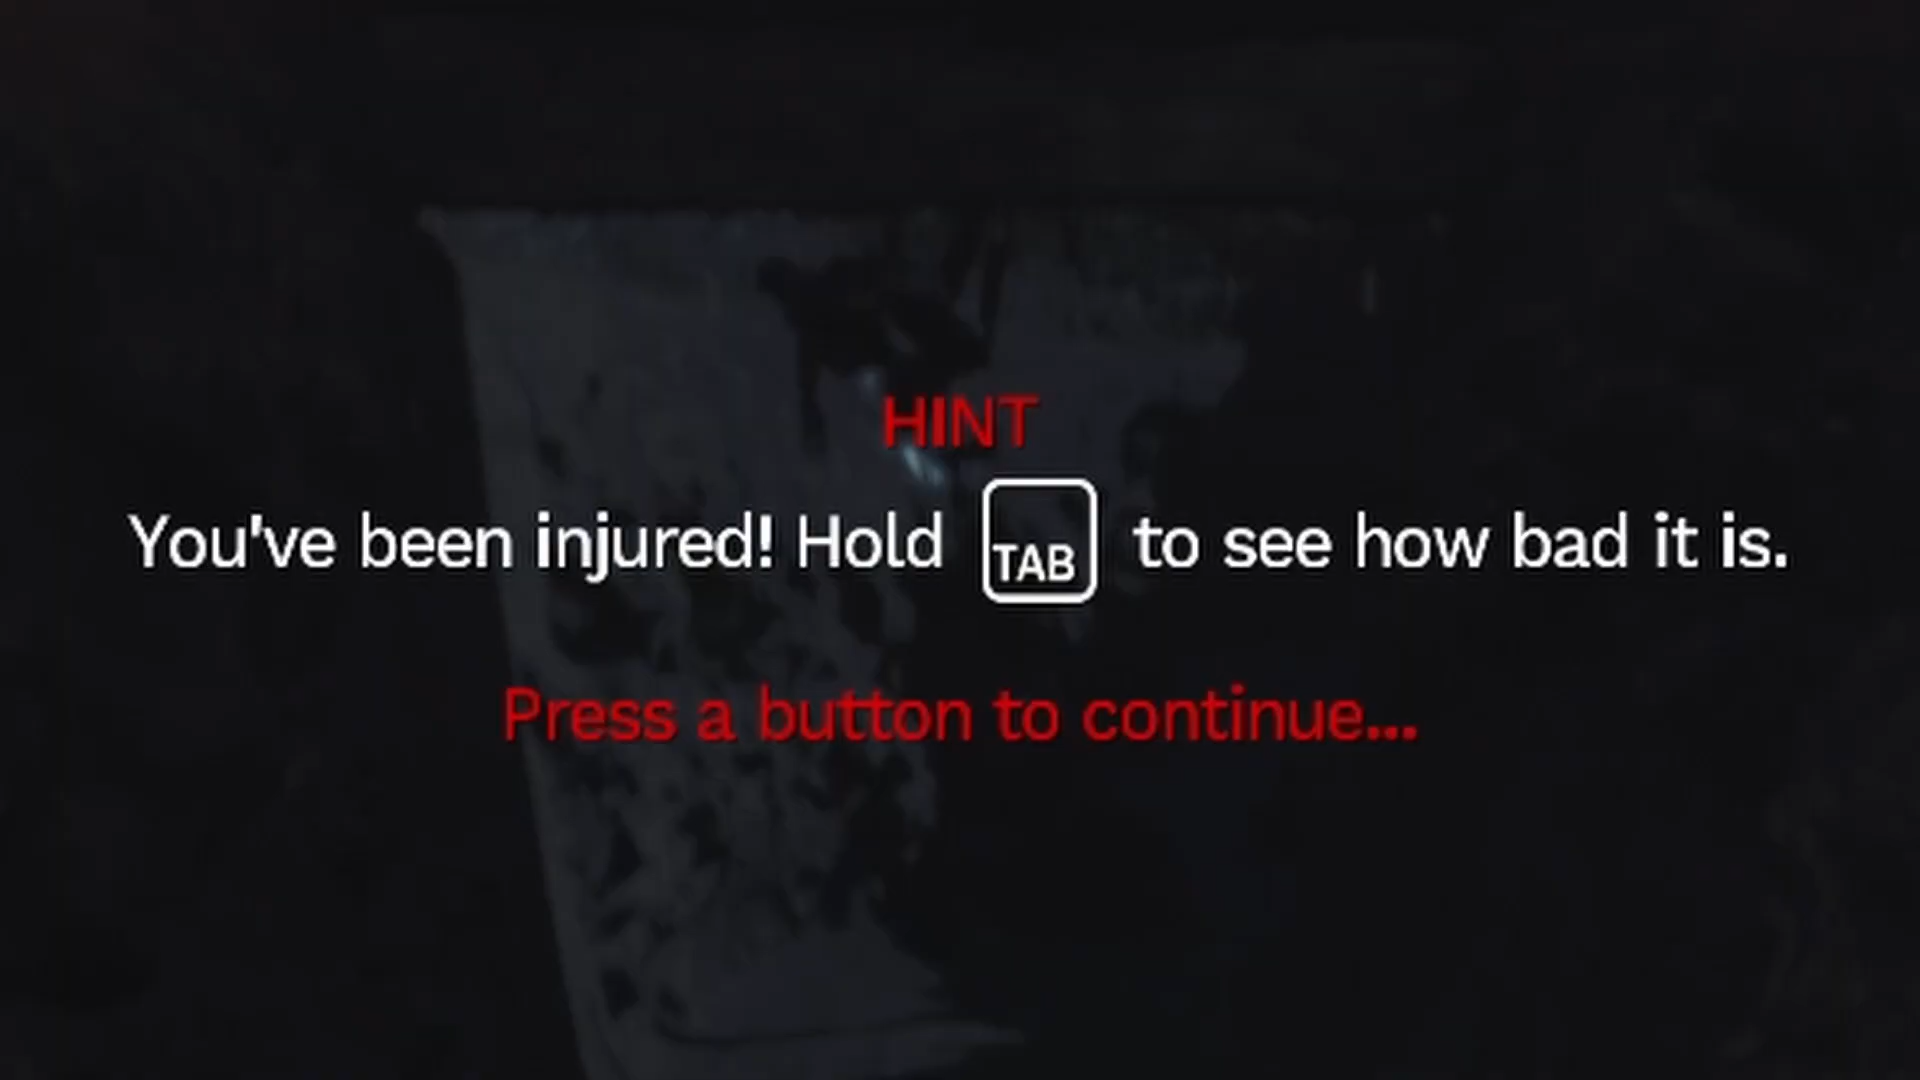 HINT
You've been injured! Hold TAB to see how bad it is.
Press a button to continue...